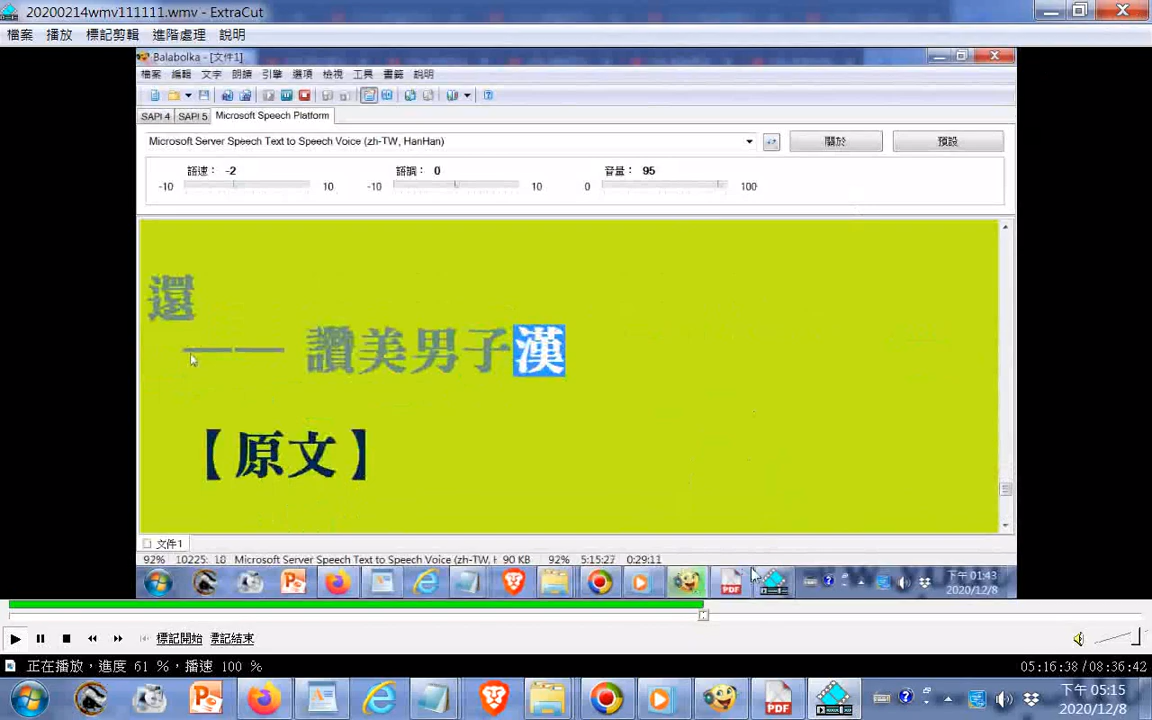 20200214wmv111111.wmv - ExtraCut
檔案 播放 標記剪輯 進階處理 說明
Balabolka - [文件1]
檔案 編輯 文字 朗讀 引擎 選項 檢視 工具 書籤 說明
SAPI 4 SAPI 5 Microsoft Speech Platform
Microsoft Server Speech Text to Speech Voice (zh-TW, HanHan) 關於 預設
語速： -2 語調： 0 音量： 95
-10 10 -10 10 0 100
還
—— 讚美男子漢
【原文】
文件1
92% 10225: 18 Microsoft Server Speech Text to Speech Voice (zh-TW, H 90 KB 92% 5:15:27 0:29:11
下午 01:43
2020/12/8
標記開始 標記結束
正在播放，進度 61 %，播速 100 % 05:16:38 / 08:36:42
下午 05:15
2020/12/8